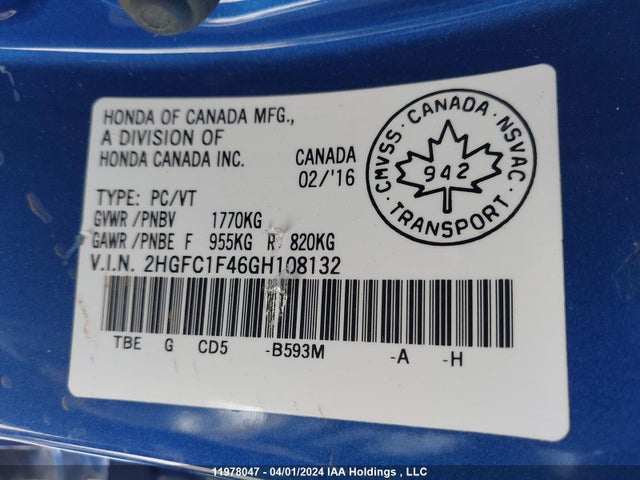 HONDA OF CANADA MFG.,
A DIVISION OF
HONDA CANADA INC.
CANADA
02/'16
CANADA · NSVAC · TRANSPORT · CMVSS ·
942
TYPE: PC/VT
GVWR /PNBV 1770KG
GAWR /PNBE F 955KG R 820KG
V.I.N. 2HGFC1F46GH108132
TBE G CD5 -B593M -A -H
11978047 - 04/01/2024 IAA Holdings , LLC